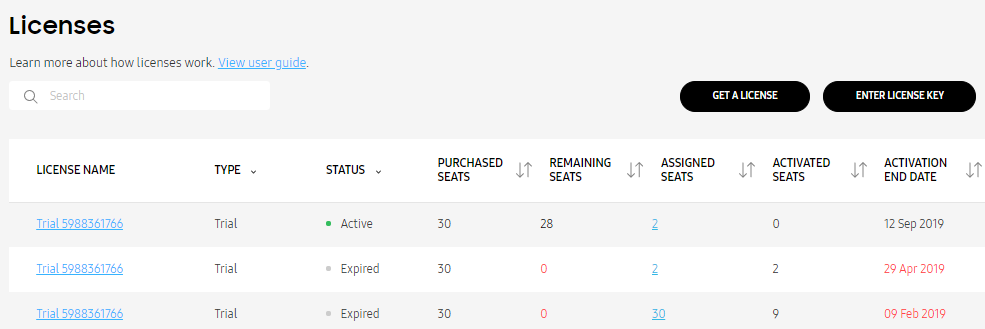 Licenses
Learn more about how licenses work. View user guide.
Search
GET A LICENSE
ENTER LICENSE KEY
LICENSE NAME TYPE STATUS PURCHASED SEATS REMAINING SEATS ASSIGNED SEATS ACTIVATED SEATS ACTIVATION END DATE
Trial 5988361766 Trial Active 30 28 2 0 12 Sep 2019
Trial 5988361766 Trial Expired 30 0 2 2 29 Apr 2019
Trial 5988361766 Trial Expired 30 0 30 9 09 Feb 2019